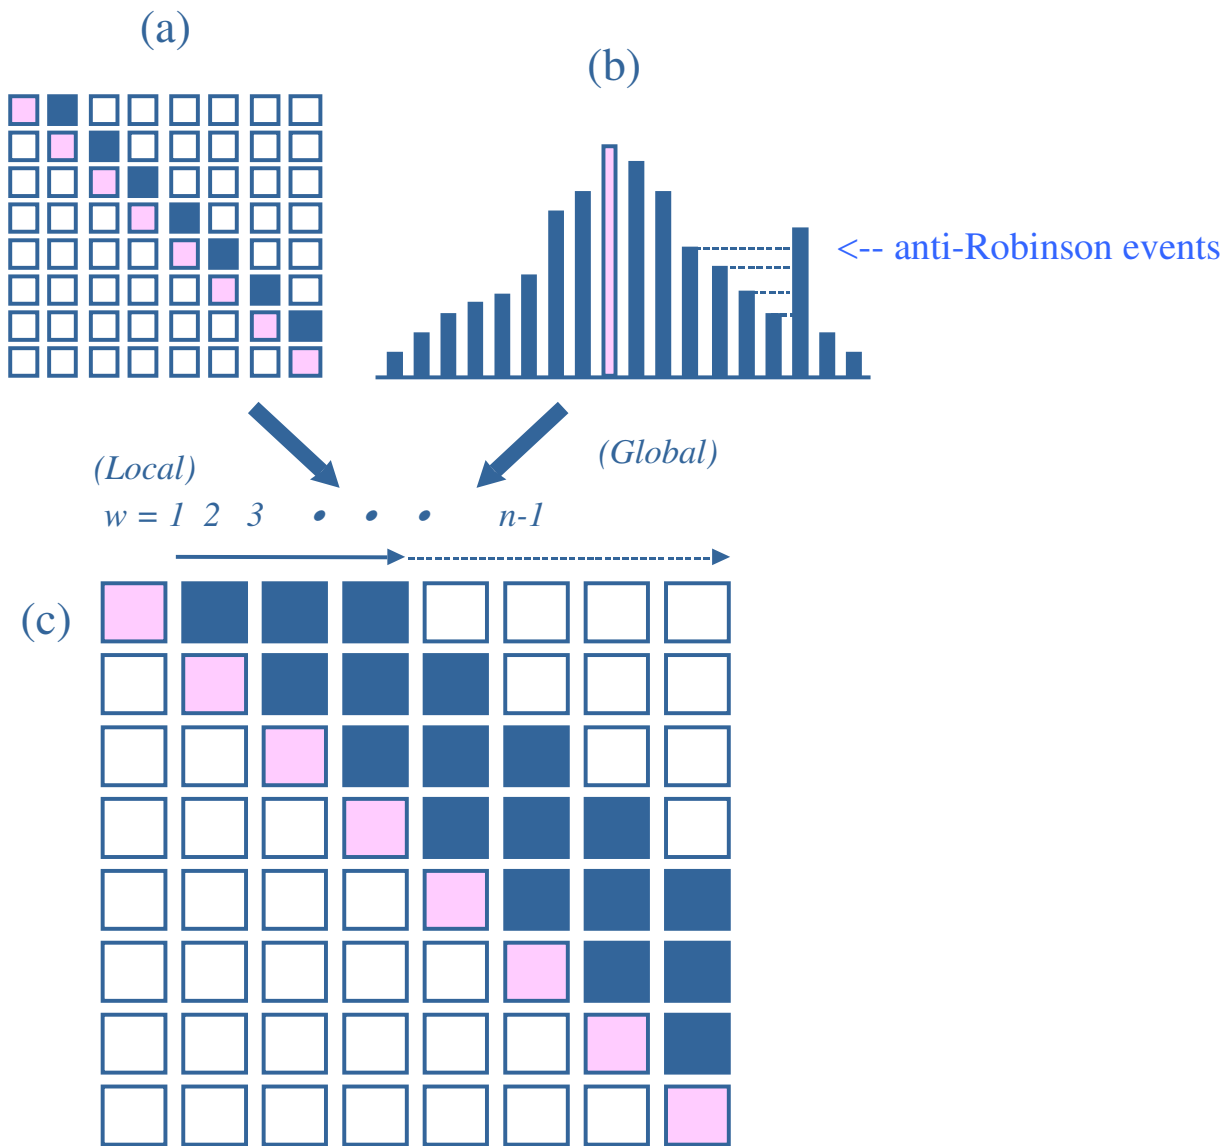 (a)
(b)
<-- anti-Robinson events
(Local)
(Global)
w = 1 2 3 • • • n-1
(c)